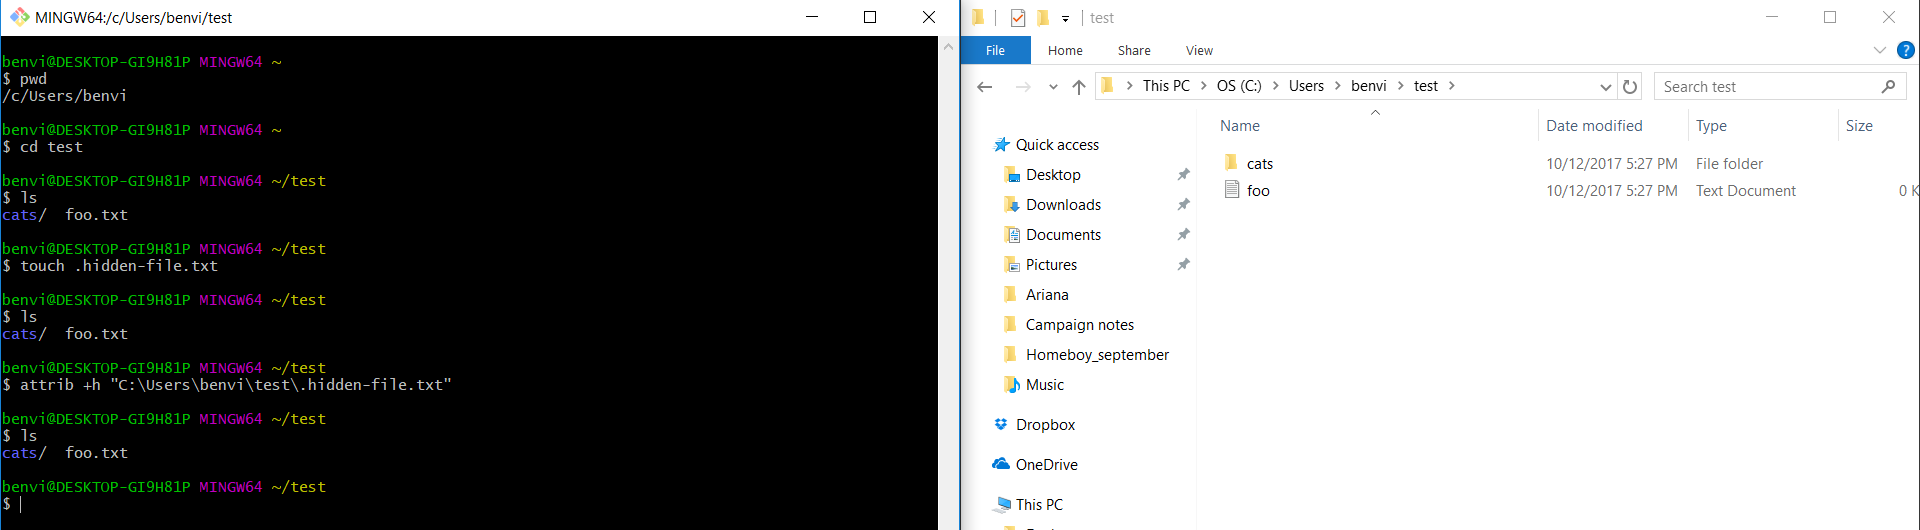 MINGW64:/c/Users/benvi/test
benvi@DESKTOP-GI9H81P MINGW64 ~
$ pwd
/c/Users/benvi
benvi@DESKTOP-GI9H81P MINGW64 ~
$ cd test
benvi@DESKTOP-GI9H81P MINGW64 ~/test
$ ls
cats/  foo.txt
benvi@DESKTOP-GI9H81P MINGW64 ~/test
$ touch .hidden-file.txt
benvi@DESKTOP-GI9H81P MINGW64 ~/test
$ ls
cats/  foo.txt
benvi@DESKTOP-GI9H81P MINGW64 ~/test
$ attrib +h "C:\Users\benvi\test\.hidden-file.txt"
benvi@DESKTOP-GI9H81P MINGW64 ~/test
$ ls
cats/  foo.txt
benvi@DESKTOP-GI9H81P MINGW64 ~/test
$
test
File Home Share View ?
This PC > OS (C:) > Users > benvi > test >
Search test
Name Date modified Type Size
Quick access
Desktop
Downloads
Documents
Pictures
Ariana
Campaign notes
Homeboy_september
Music
Dropbox
OneDrive
This PC
cats 10/12/2017 5:27 PM File folder
foo 10/12/2017 5:27 PM Text Document 0 K